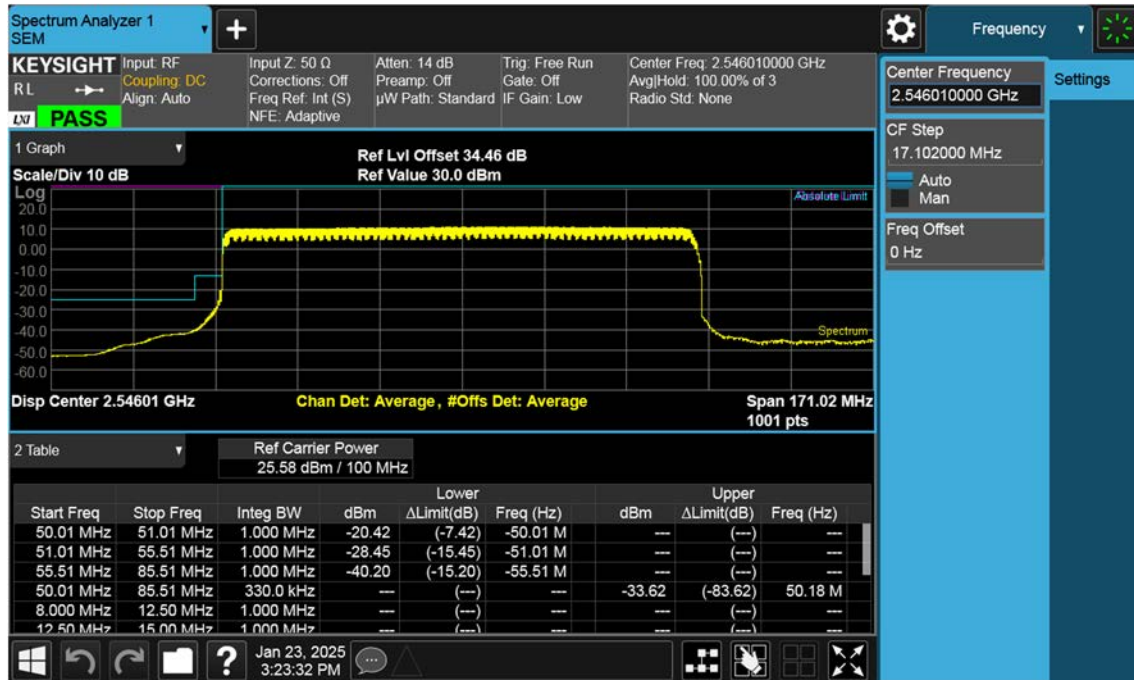 Spectrum Analyzer 1
SEM
Frequency
KEYSIGHT
R L
LXI PASS
Input: RF
Coupling: DC
Align: Auto
Input Z: 50 Ω
Corrections: Off
Freq Ref: Int (S)
NFE: Adaptive
Atten: 14 dB
Preamp: Off
µW Path: Standard
Trig: Free Run
Gate: Off
IF Gain: Low
Center Freq: 2.546010000 GHz
Avg|Hold: 100.00% of 3
Radio Std: None
Center Frequency
2.546010000 GHz
Settings
CF Step
17.102000 MHz
Auto
Man
Freq Offset
0 Hz
1 Graph
Scale/Div 10 dB
Ref Lvl Offset 34.46 dB
Ref Value 30.0 dBm
Log
Absolute Limit
20.0
10.0
0.00
-10.0
-20.0
-30.0
-40.0
-50.0
-60.0
Spectrum
Disp Center 2.54601 GHz
Chan Det: Average, #Offs Det: Average
Span 171.02 MHz
1001 pts
2 Table
Ref Carrier Power
25.58 dBm / 100 MHz
Lower Upper
Start Freq Stop Freq Integ BW dBm ΔLimit(dB) Freq (Hz) dBm ΔLimit(dB) Freq (Hz)
50.01 MHz 51.01 MHz 1.000 MHz -20.42 (-7.42) -50.01 M --- (---) ---
51.01 MHz 55.51 MHz 1.000 MHz -28.45 (-15.45) -51.01 M --- (---) ---
55.51 MHz 85.51 MHz 1.000 MHz -40.20 (-15.20) -55.51 M --- (---) ---
50.01 MHz 85.51 MHz 330.0 kHz --- (---) --- -33.62 (-83.62) 50.18 M
8.000 MHz 12.50 MHz 1.000 MHz --- (---) --- --- (---) ---
12.50 MHz 15.00 MHz 1.000 MHz --- (---) --- --- (---) ---
Jan 23, 2025
3:23:32 PM